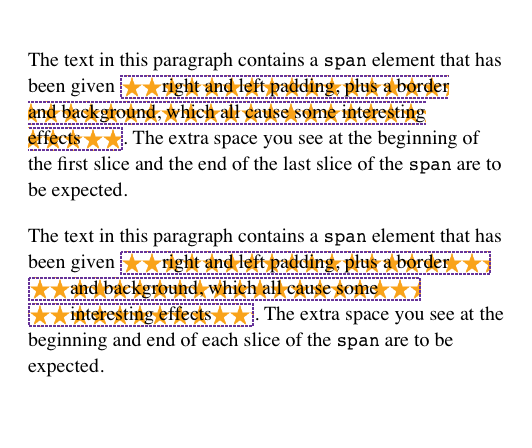 The text in this paragraph contains a span element that has
been given right and left padding, plus a border
and background, which all cause some interesting
effects. The extra space you see at the beginning of
the first slice and the end of the last slice of the span are to
be expected.
The text in this paragraph contains a span element that has
been given right and left padding, plus a border
and background, which all cause some
interesting effects. The extra space you see at the
beginning and end of each slice of the span are to be
expected.